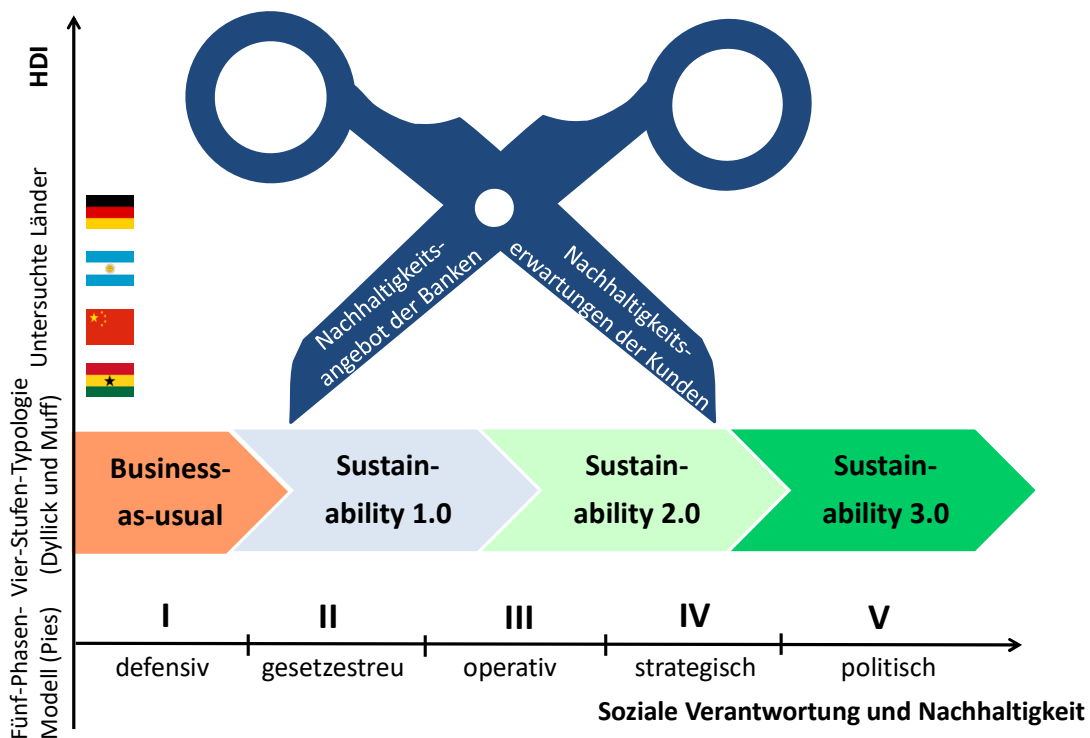 HDI
Untersuchte Länder
Nachhaltigkeits-
angebot der Banken
Nachhaltigkeits-
erwartungen der Kunden
Vier-Stufen-Typologie
(Dyllick und Muff)
Business-
as-usual
Sustain-
ability 1.0
Sustain-
ability 2.0
Sustain-
ability 3.0
Fünf-Phasen-
Modell (Pies)
I
II
III
IV
V
defensiv
gesetzestreu
operativ
strategisch
politisch
Soziale Verantwortung und Nachhaltigkeit